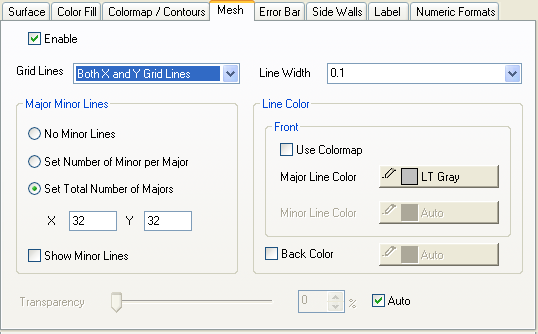 Surface Color Fill Colormap / Contours Mesh Error Bar Side Walls Label Numeric Formats
Enable
Grid Lines Both X and Y Grid Lines Line Width 0.1
Major Minor Lines
No Minor Lines
Set Number of Minor per Major
Set Total Number of Majors
X 32 Y 32
Show Minor Lines
Line Color
Front
Use Colormap
Major Line Color LT Gray
Minor Line Color Auto
Back Color Auto
Transparency 0 % Auto